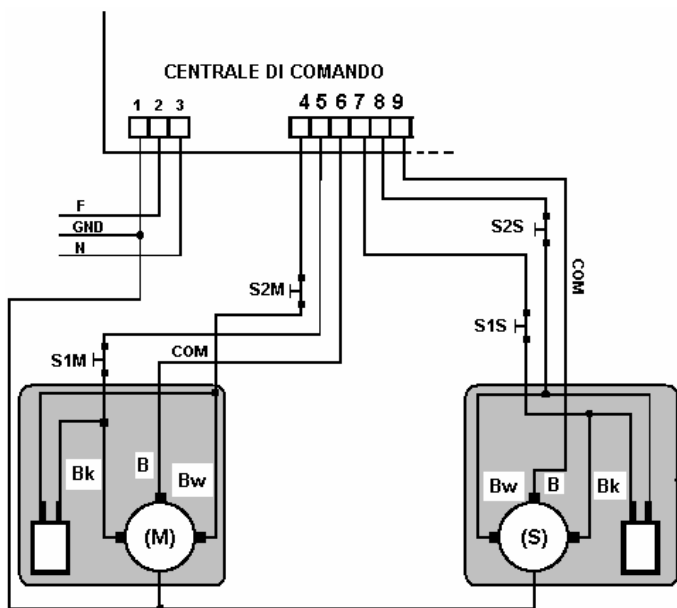 CENTRALE DI COMANDO
1 2 3
4 5 6 7 8 9
F
GND
N
S2S
COM
S2M
S1S
COM
S1M
B
Bk
Bw
Bw
B
Bk
(M)
(S)